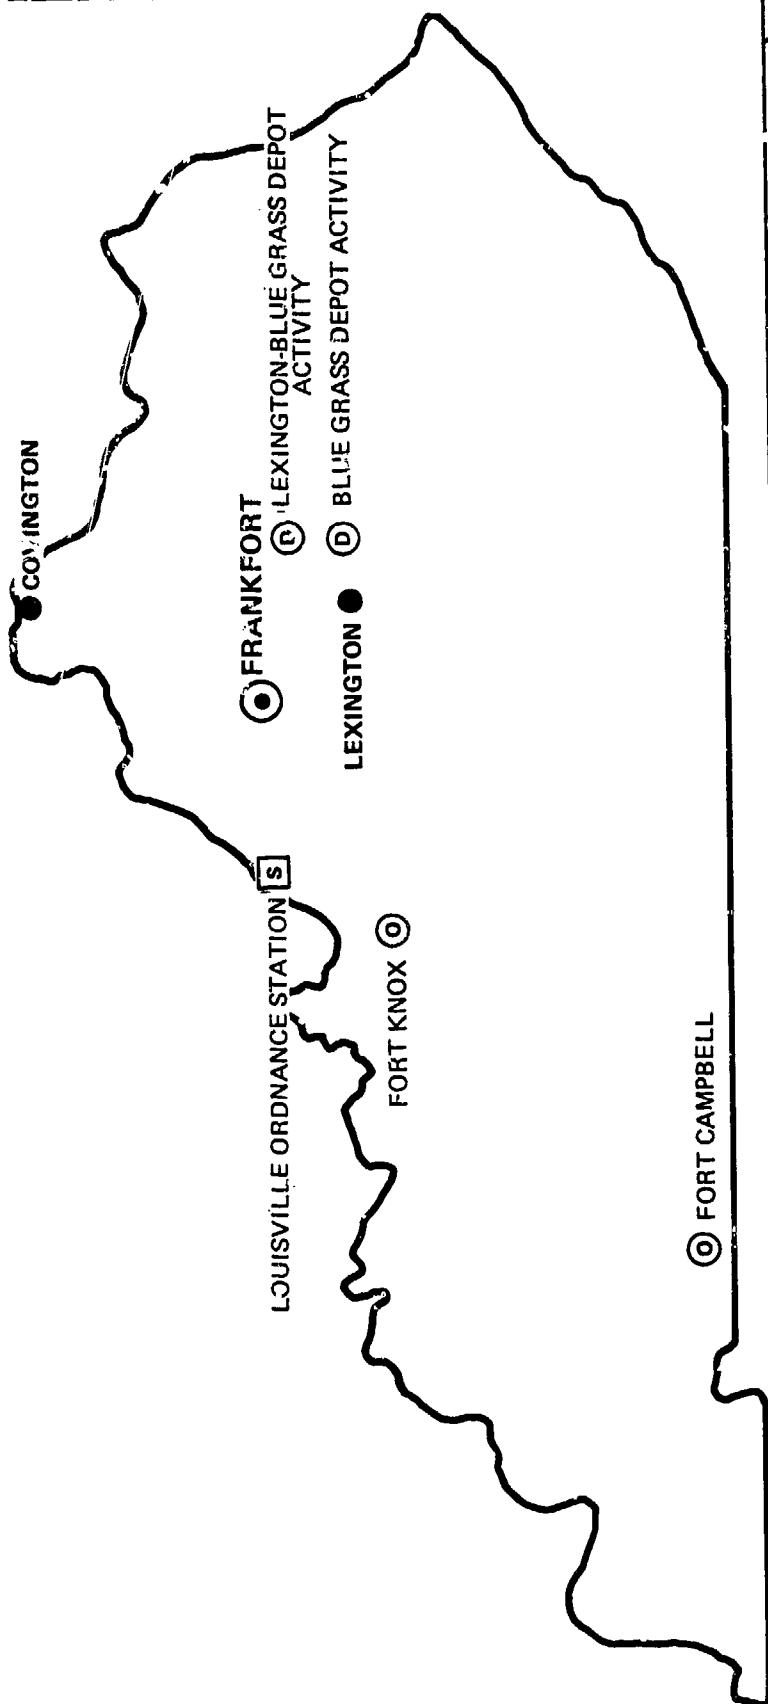 COVINGTON
FRANKFORT
D LEXINGTON-BLUE GRASS DEPOT
ACTIVITY
D BLUE GRASS DEPOT ACTIVITY
LEXINGTON
LOUISVILLE ORDNANCE STATION S
FORT KNOX O
O FORT CAMPBELL